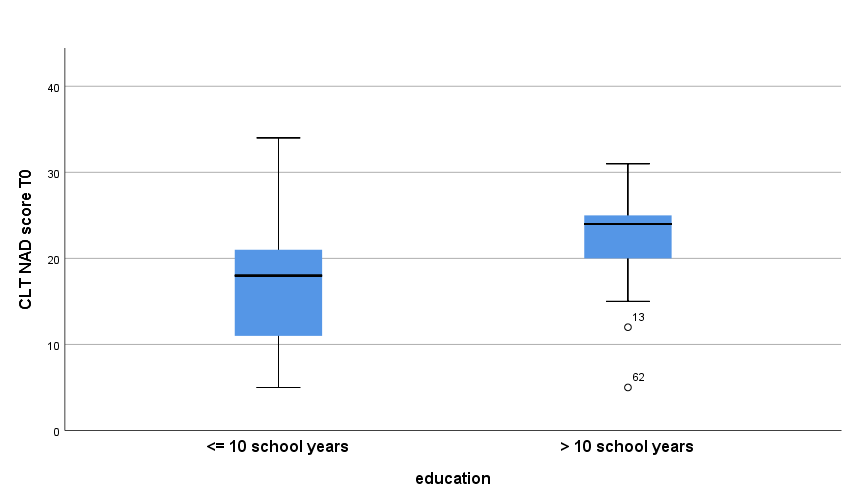 CLT NAD score T0
40
30
20
10
0
13
62
<= 10 school years
> 10 school years
education